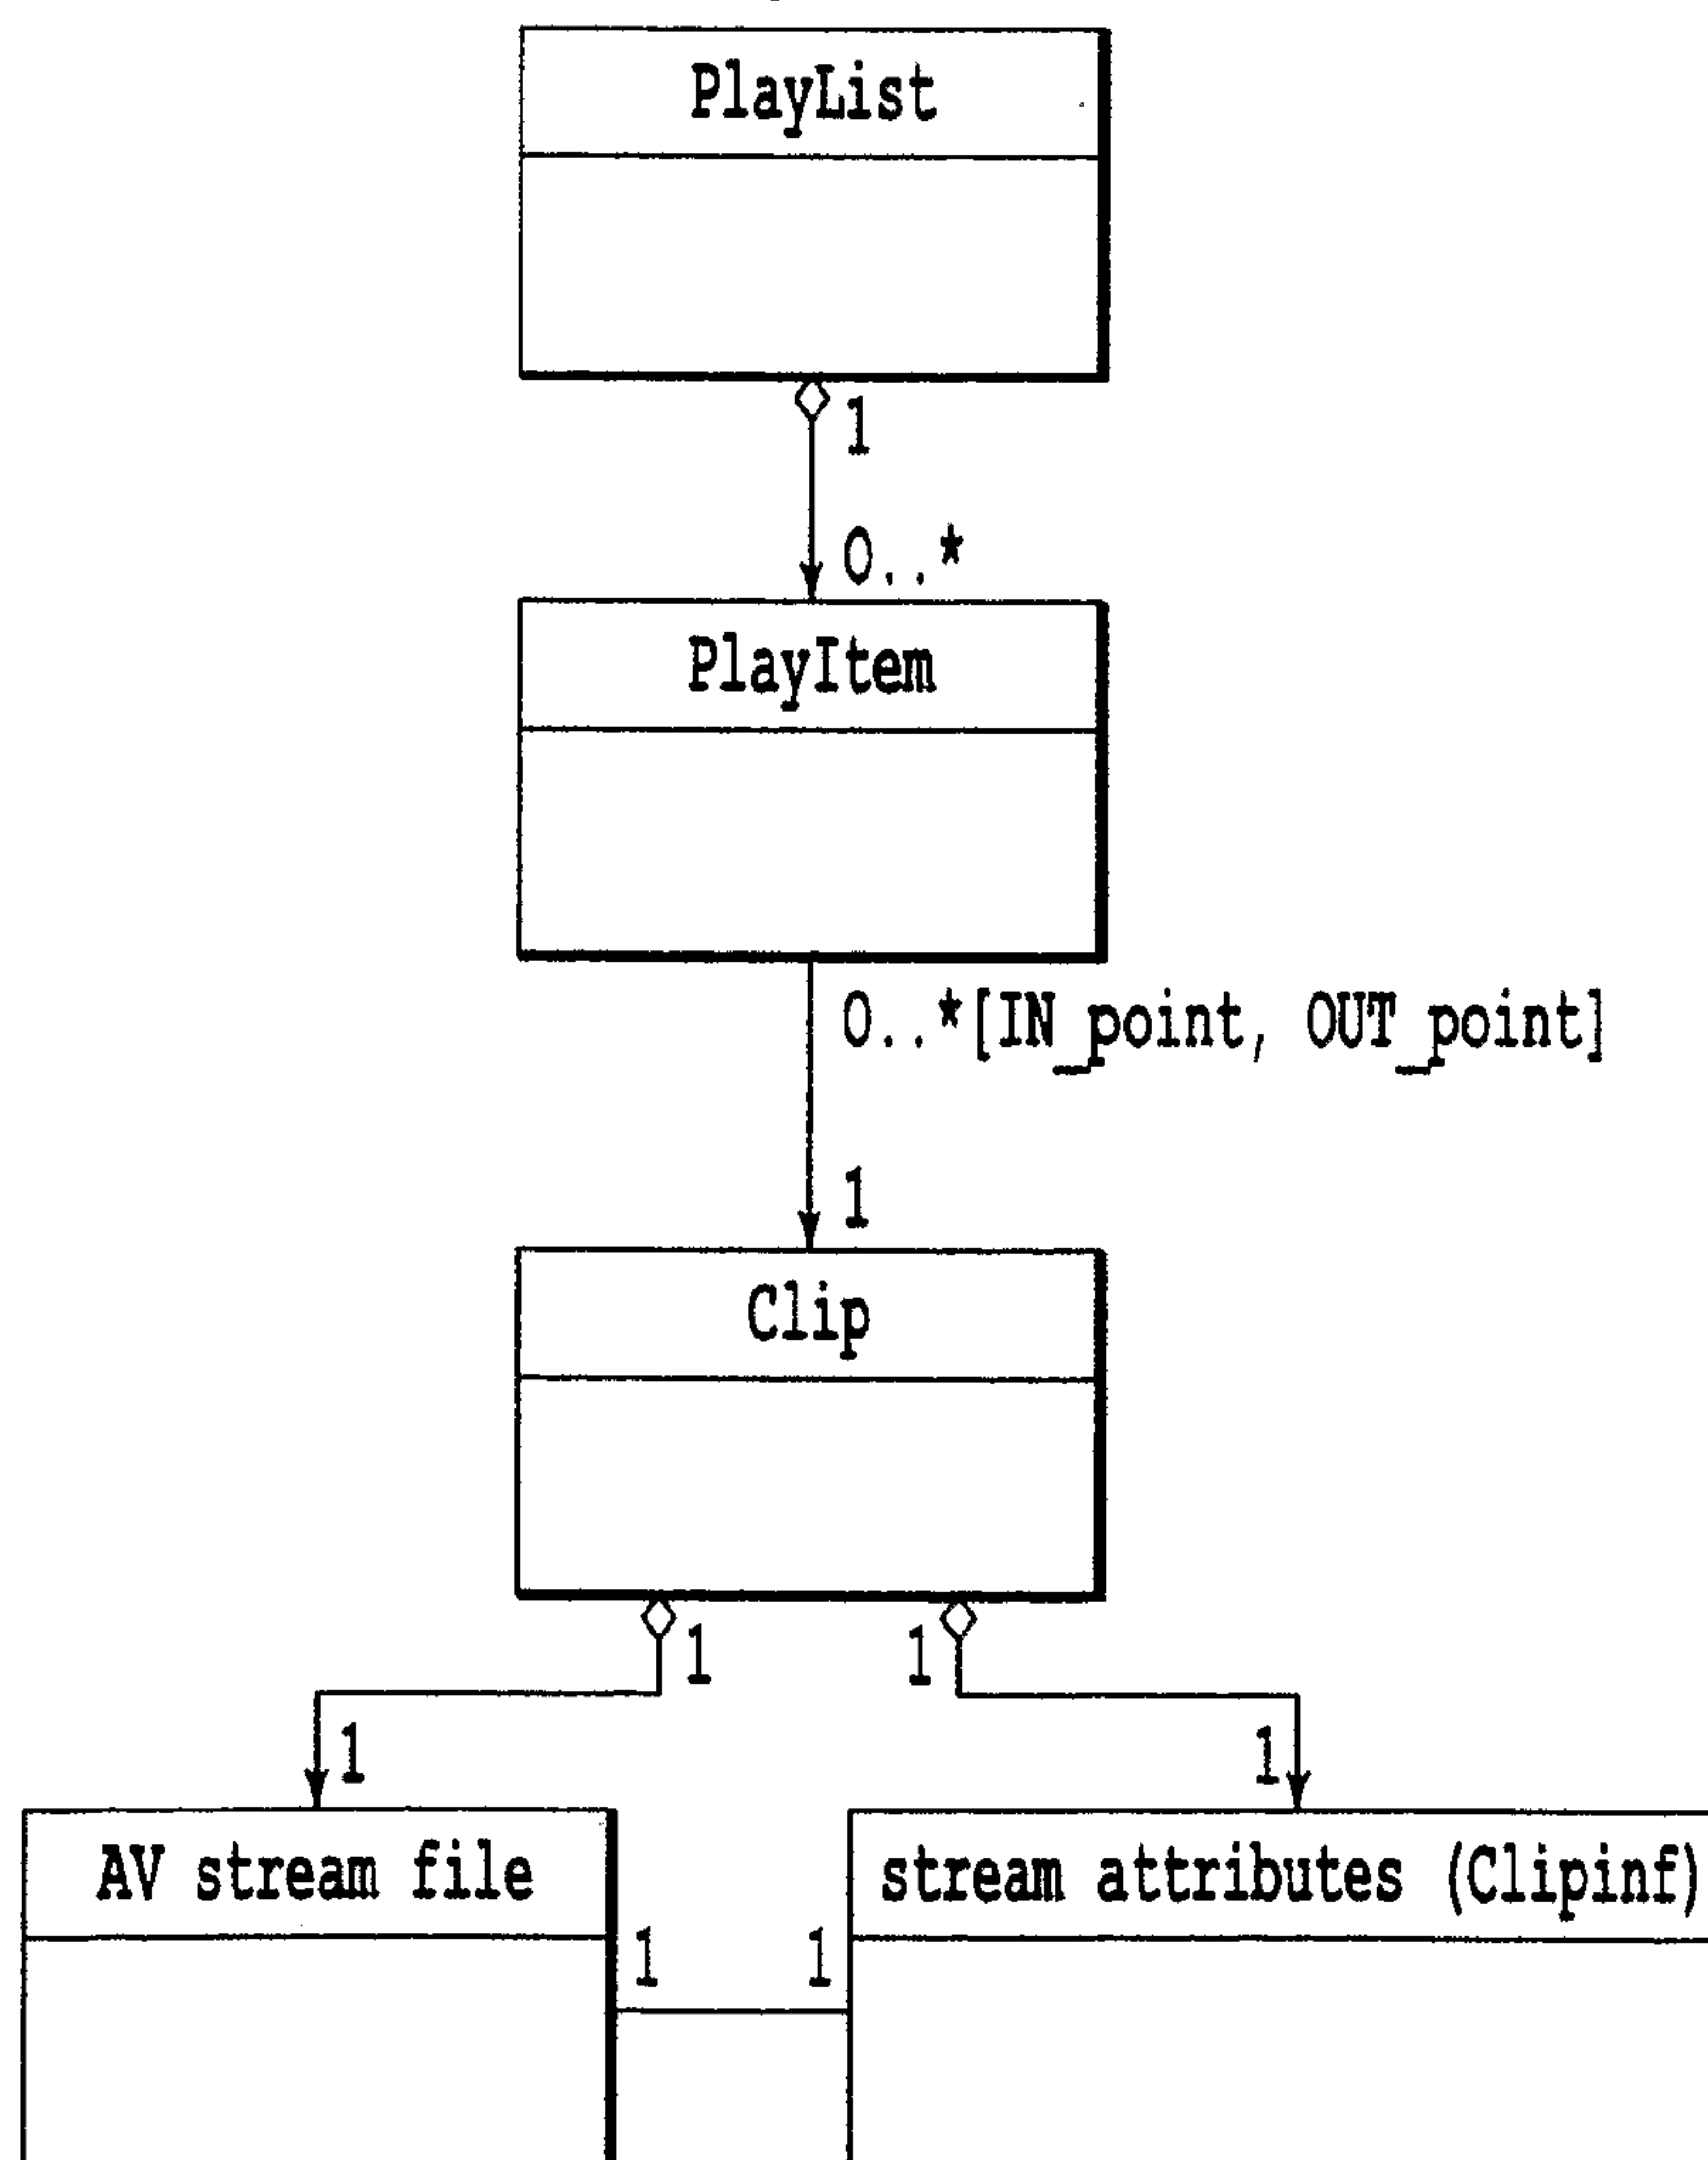 PlayList
1
0..*
PlayItem
0..*[IN_point, OUT_point]
1
Clip
1 1
1 1
AV stream file stream attributes (Clipinf)
1 1